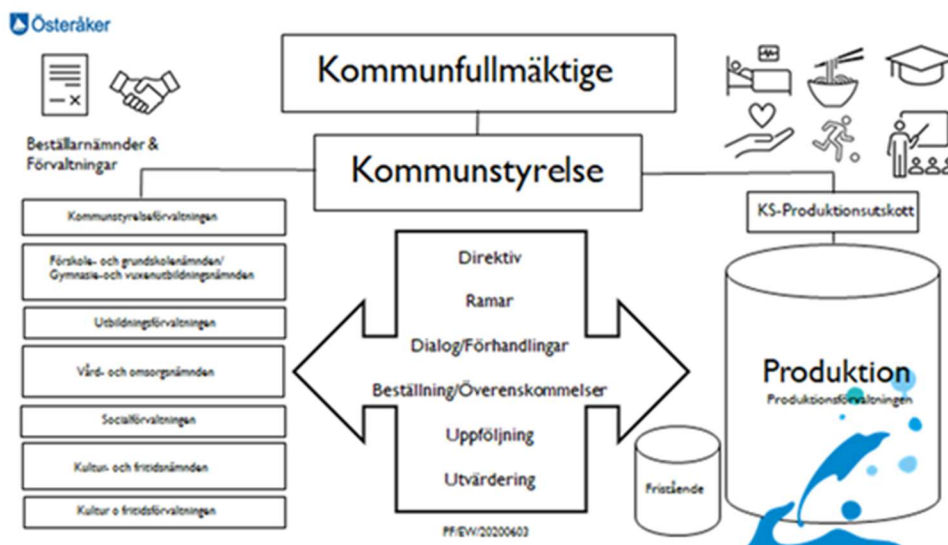 Österåker
Kommunfullmäktige
Beställarnämnder &
Förvaltningar
Kommunstyrelse
Kommunstyrelseförvaltningen
KS-Produktionsutskott
Förskole- och grundskolenämnden/
Gymnasie-och vuxenutbildningsnämnden
Utbildningsförvaltningen
Vård- och omsorgsnämnden
Socialförvaltningen
Kultur- och fritidsnämnden
Kultur o fritidsförvaltningen
Direktiv
Ramar
Dialog/Förhandlingar
Beställning/Överenskommelser
Uppföljning
Utvärdering
Produktion
Produktionsförvaltningen
Fristående
PF/EW/20200603